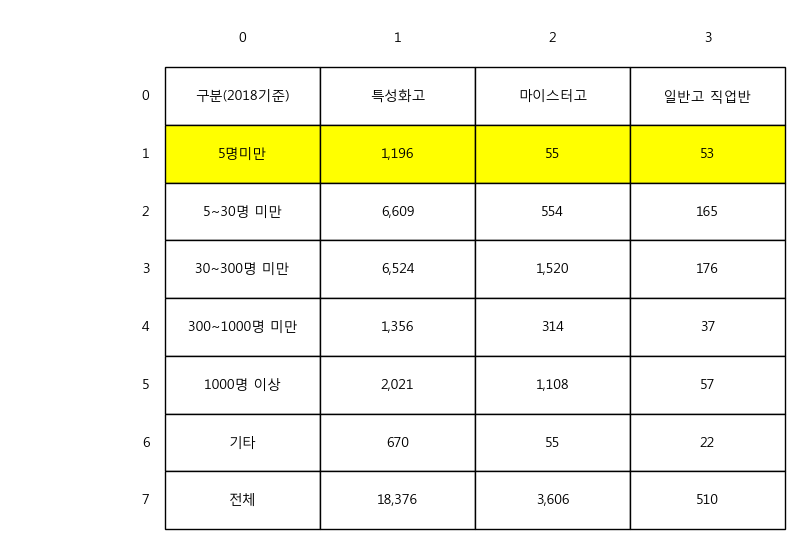 0 1 2 3
0 구분(2018기준) 특성화고 마이스터고 일반고 직업반
1 5명미만 1,196 55 53
2 5~30명 미만 6,609 554 165
3 30~300명 미만 6,524 1,520 176
4 300~1000명 미만 1,356 314 37
5 1000명 이상 2,021 1,108 57
6 기타 670 55 22
7 전체 18,376 3,606 510